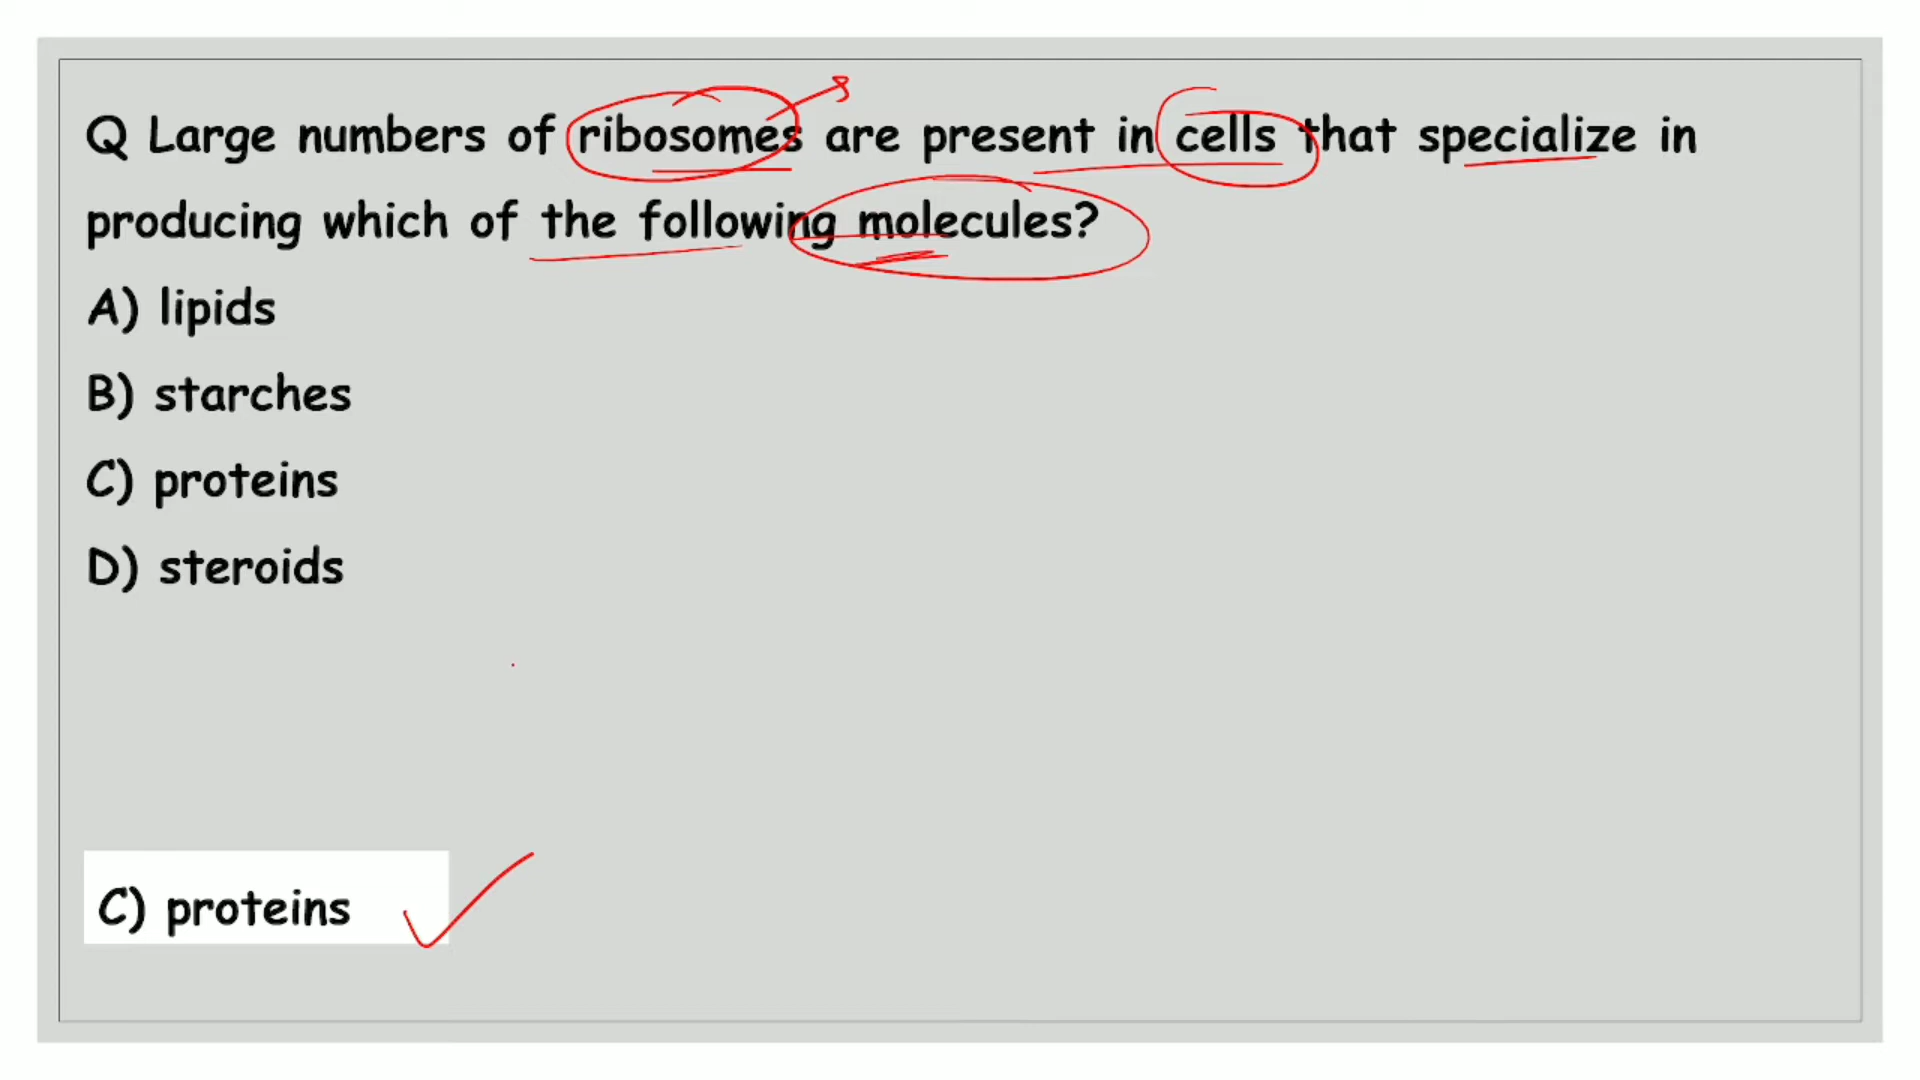 Q Large numbers of ribosomes are present in cells that specialize in
producing which of the following molecules?
A) lipids
B) starches
C) proteins
D) steroids
C) proteins